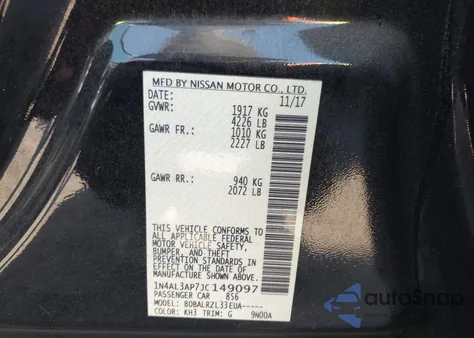 MFD BY NISSAN MOTOR CO., LTD.
DATE: 11/17
GVWR: 1917 KG
4226 LB
GAWR FR.: 1010 KG
2227 LB
GAWR RR.: 940 KG
2072 LB
THIS VEHICLE CONFORMS TO ALL
APPLICABLE FEDERAL
MOTOR VEHICLE SAFETY,
BUMPER, AND THEFT
PREVENTION STANDARDS IN
EFFECT ON THE DATE OF
MANUFACTURE SHOWN ABOVE.
1N4AL3AP7JC149097
PASSENGER CAR 856
MODEL: BDBALRZL33EUA-----
COLOR: KH3 TRIM: G 9N00A
autoSnap